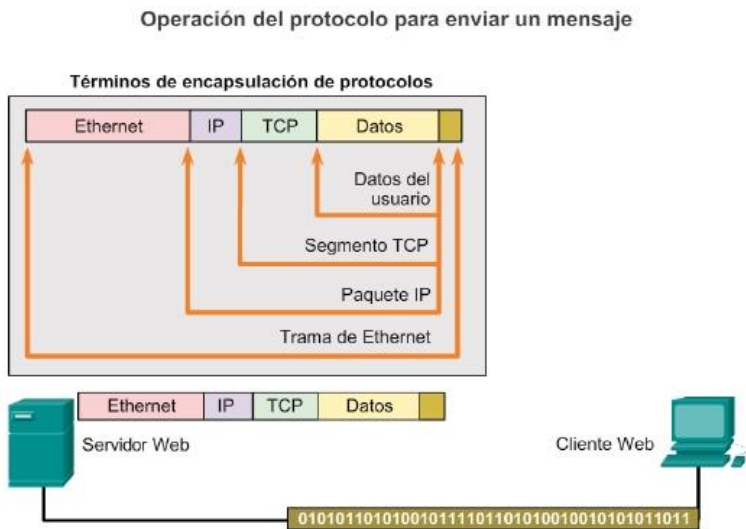 Operación del protocolo para enviar un mensaje
Términos de encapsulación de protocolos
Ethernet IP TCP Datos
Datos del
usuario
Segmento TCP
Paquete IP
Trama de Ethernet
Ethernet IP TCP Datos
Servidor Web
Cliente Web
010101101010010111101101010010010101011011